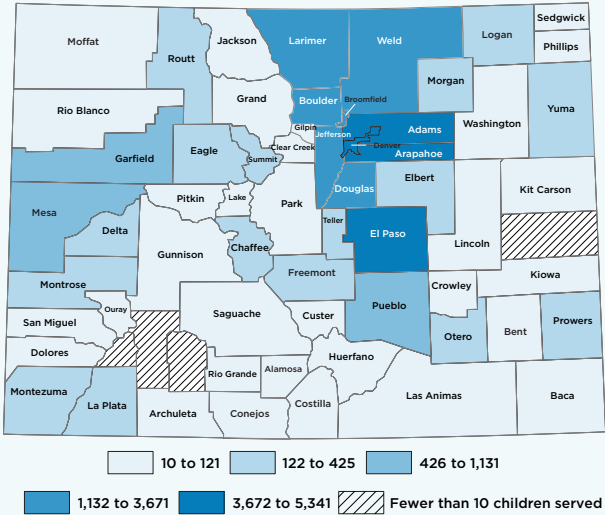 Sedgwick
Moffat
Jackson
Larimer
Weld
Logan
Phillips
Routt
Morgan
Rio Blanco
Grand
Boulder
Broomfield
Yuma
Washington
Gilpin
Jefferson
Adams
Garfield
Eagle
Summit
Clear Creek
Denver
Arapahoe
Mesa
Pitkin
Lake
Park
Douglas
Elbert
Kit Carson
Delta
Teller
El Paso
Gunnison
Chaffee
Lincoln
Montrose
Freemont
Kiowa
Ouray
Crowley
San Miguel
Saguache
Custer
Pueblo
Otero
Bent
Prowers
Dolores
Huerfano
Rio Grande
Alamosa
Montezuma
La Plata
Archuleta
Conejos
Costilla
Las Animas
Baca
10 to 121
122 to 425
426 to 1,131
1,132 to 3,671
3,672 to 5,341
Fewer than 10 children served